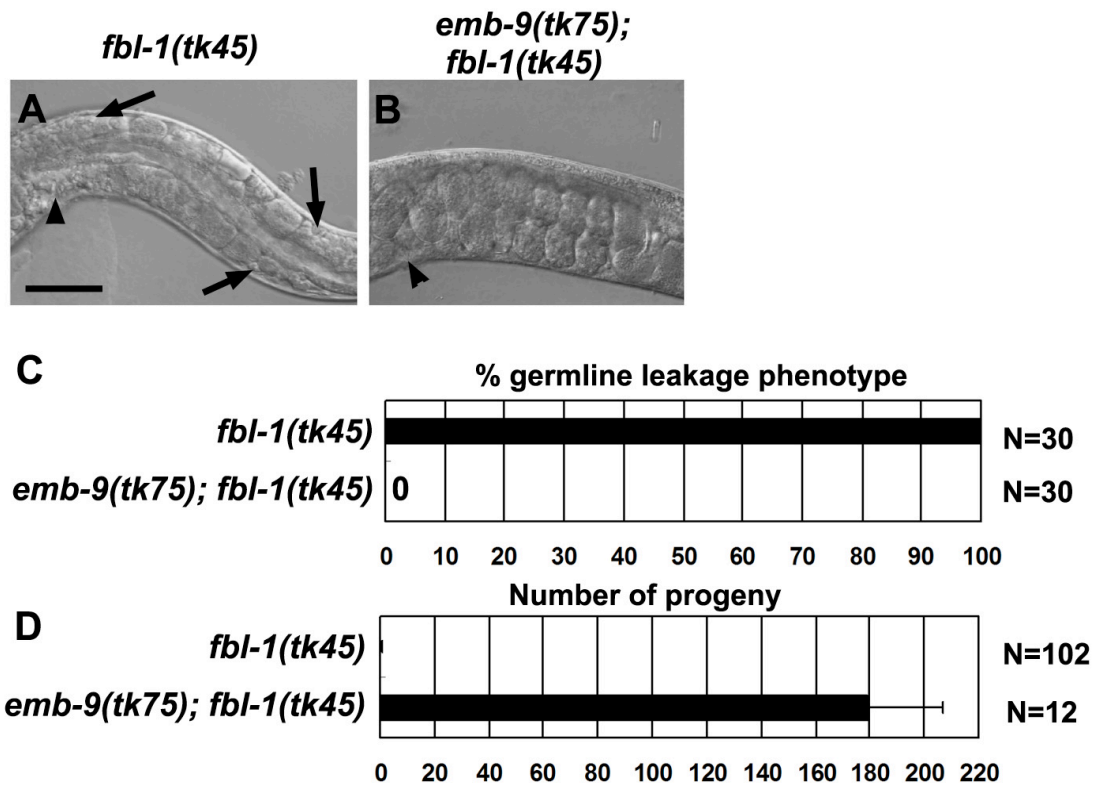 fbl-1(tk45)
emb-9(tk75);
fbl-1(tk45)
A
B
C
% germline leakage phenotype
fbl-1(tk45)
N=30
emb-9(tk75); fbl-1(tk45)
0
N=30
0 10 20 30 40 50 60 70 80 90 100
Number of progeny
D
fbl-1(tk45)
N=102
emb-9(tk75); fbl-1(tk45)
N=12
0 20 40 60 80 100 120 140 160 180 200 220